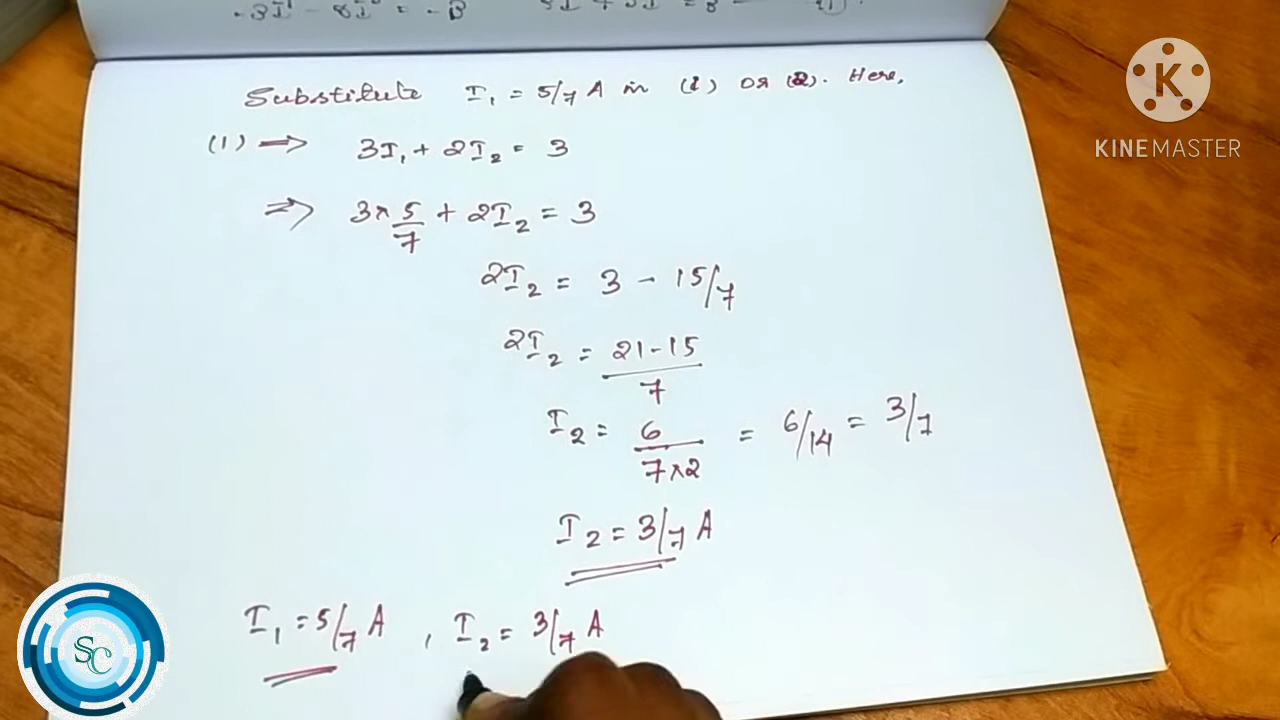 Substitute I₁ = 5/7 A in (1) or (2). Here,
(1) ⟹ 3I₁ + 2I₂ = 3
⟹ 3 × 5/7 + 2I₂ = 3
2I₂ = 3 - 15/7
2I₂ = (21-15)/7
I₂ = 6/(7×2) = 6/14 = 3/7
I₂ = 3/7 A
I₁ = 5/7 A , I₂ = 3/7 A
KINEMASTER
SC